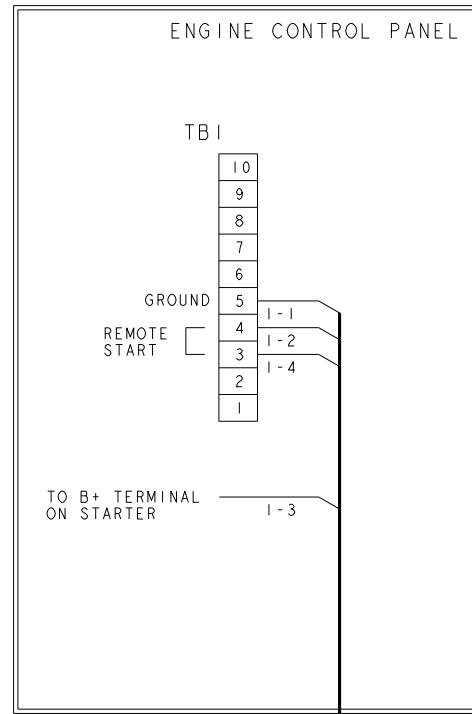 ENGINE CONTROL PANEL
TB1
10
9
8
7
6
GROUND 5
1-1
REMOTE
START
4
1-2
3
1-4
2
1
TO B+ TERMINAL
ON STARTER
1-3